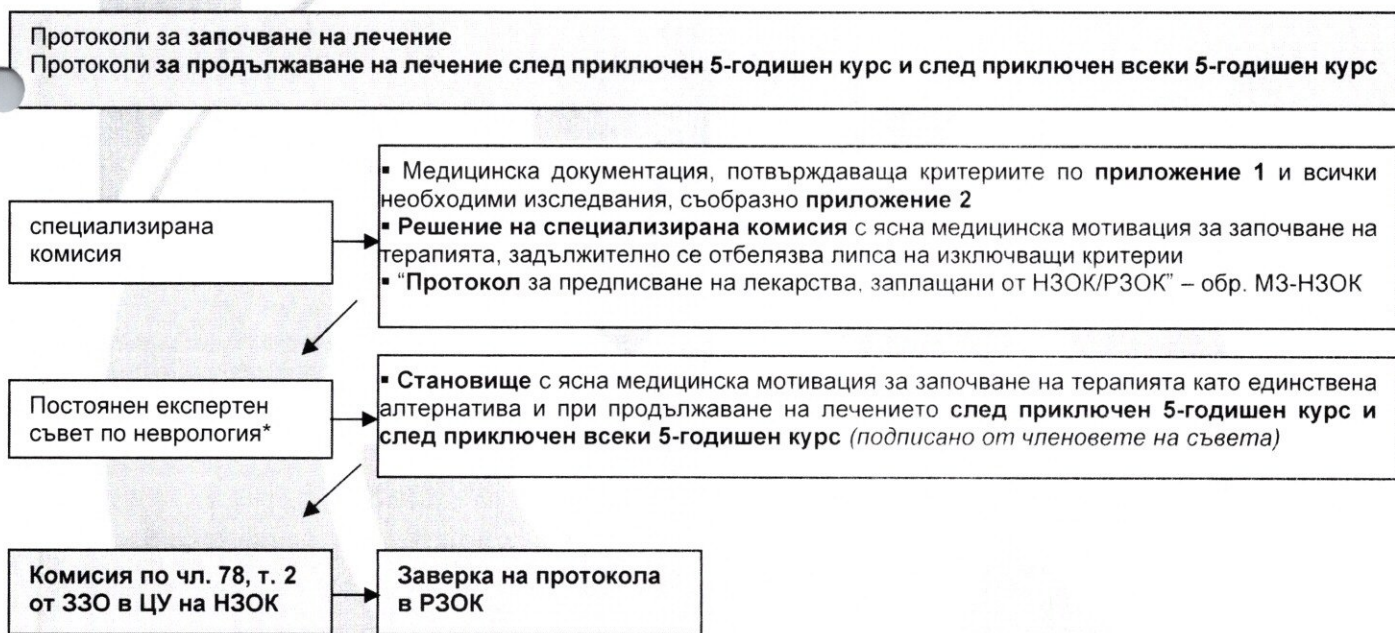 Протоколи за започване на лечение
Протоколи за продължаване на лечение след приключен 5-годишен курс и след приключен всеки 5-годишен курс
специализирана
комисия
▪ Медицинска документация, потвърждаваща критериите по приложение 1 и всички
необходими изследвания, съобразно приложение 2
▪ Решение на специализирана комисия с ясна медицинска мотивация за започване на
терапията, задължително се отбелязва липса на изключващи критерии
▪ “Протокол за предписване на лекарства, заплащани от НЗОК/РЗОК” – обр. МЗ-НЗОК
Постоянен експертен
съвет по неврология*
▪ Становище с ясна медицинска мотивация за започване на терапията като единствена
алтернатива и при продължаване на лечението след приключен 5-годишен курс и
след приключен всеки 5-годишен курс (подписано от членовете на съвета)
Комисия по чл. 78, т. 2
от ЗЗО в ЦУ на НЗОК
Заверка на протокола
в РЗОК